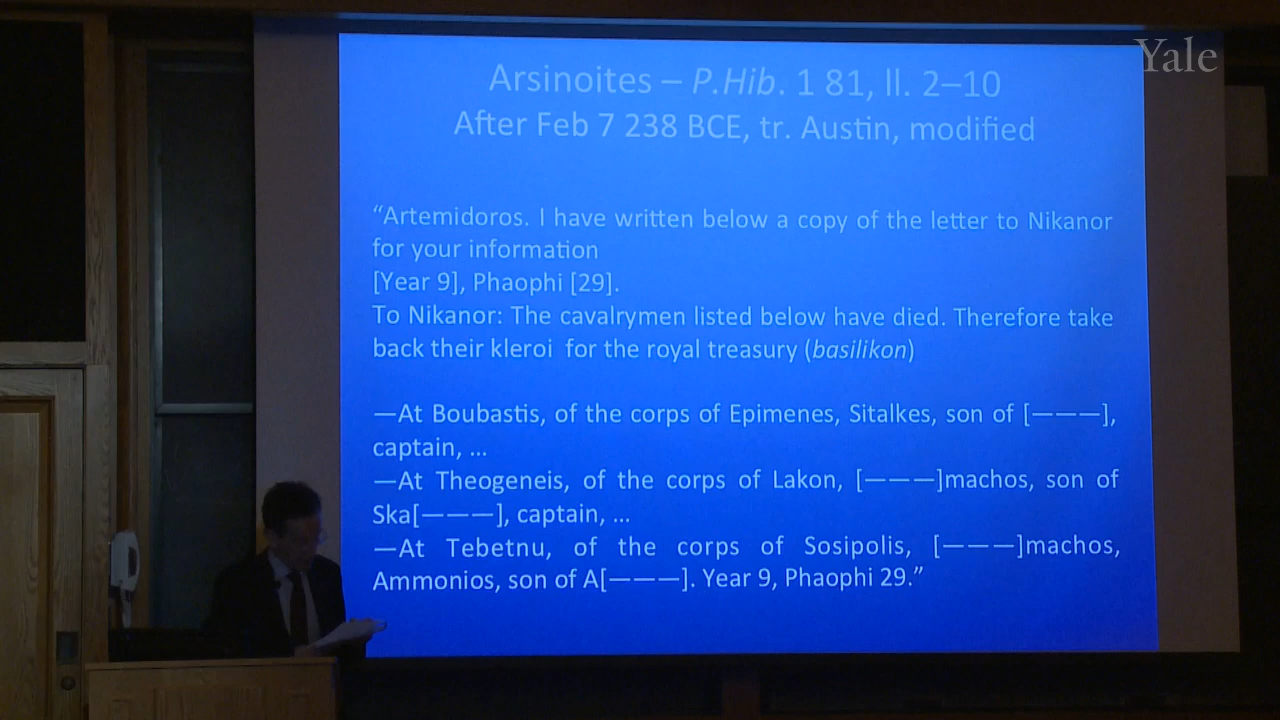 Yale
Arsinoites – P.Hib. 1 81, ll. 2–10
After Feb 7 238 BCE, tr. Austin, modified
“Artemidoros. I have written below a copy of the letter to Nikanor
for your information
[Year 9], Phaophi [29].
To Nikanor: The cavalrymen listed below have died. Therefore take
back their kleroi for the royal treasury (basilikon)
—At Boubastis, of the corps of Epimenes, Sitalkes, son of [———],
captain, ...
—At Theogeneis, of the corps of Lakon, [———]machos, son of
Ska[———], captain, ...
—At Tebetnu, of the corps of Sosipolis, [———]machos,
Ammonios, son of A[———]. Year 9, Phaophi 29.”